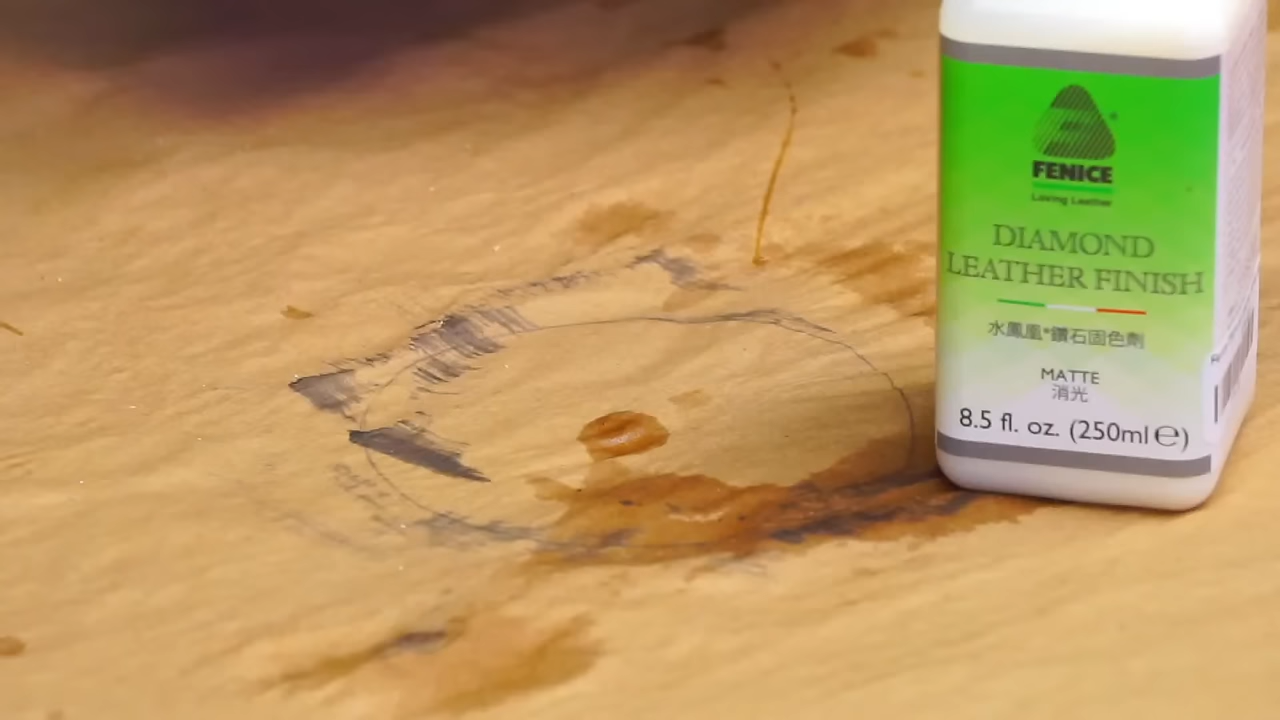 FENICE
Loving Leather
DIAMOND
LEATHER FINISH
水鳳凰®鑽石固色劑
MATTE
消光
8.5 fl. oz. (250ml℮)